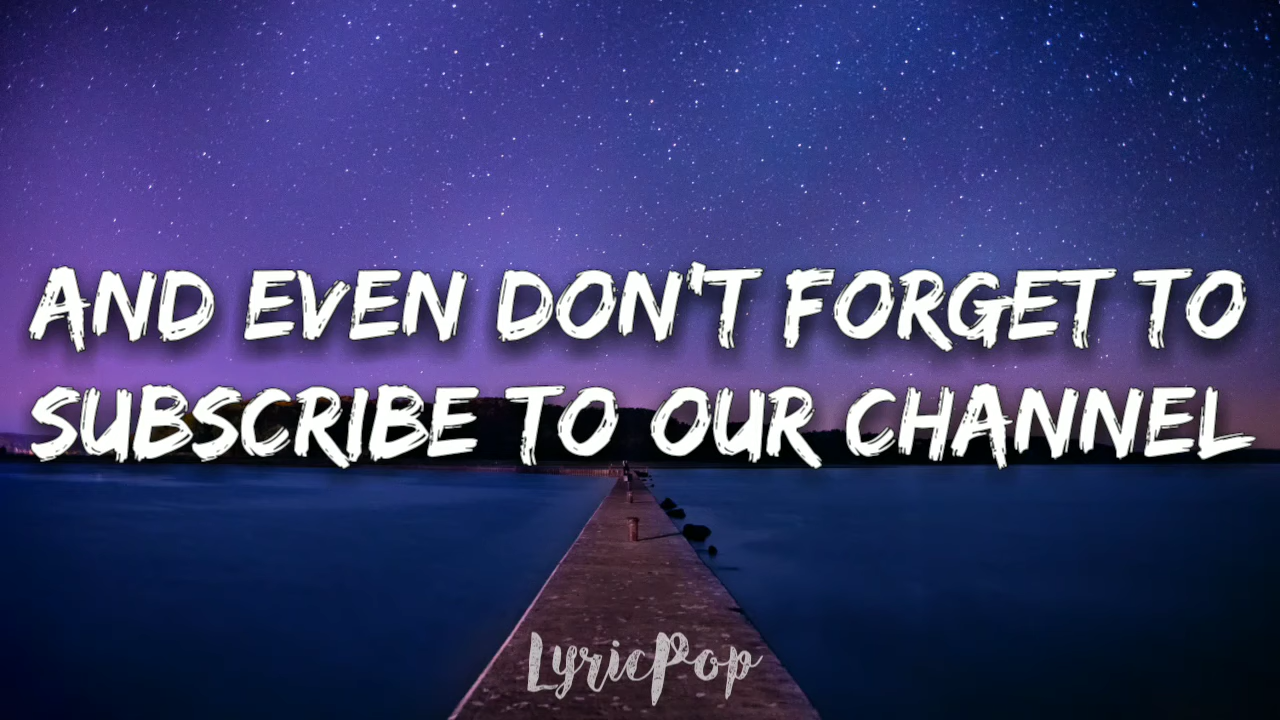 AND EVEN DON'T FORGET TO
SUBSCRIBE TO OUR CHANNEL
LyricPop